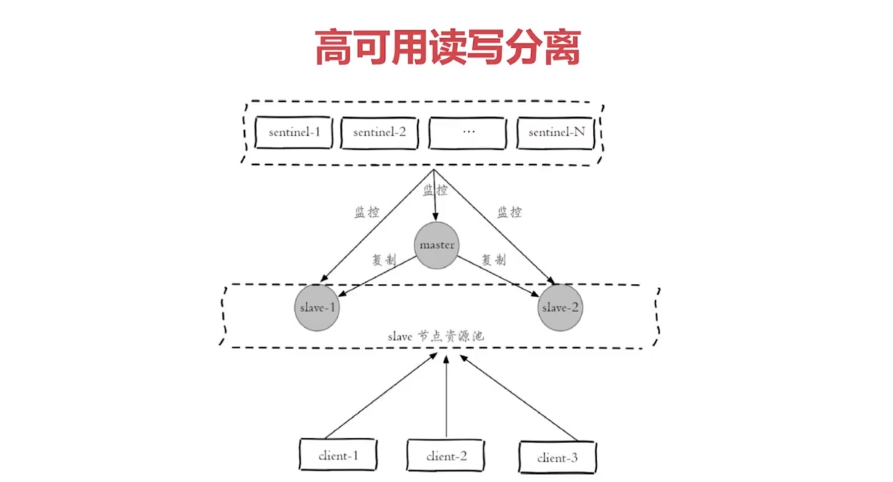 高可用读写分离
sentinel-1 sentinel-2 ... sentinel-N
监控
监控 监控
master
复制 复制
slave-1 slave-2
slave 节点资源池
client-1 client-2 client-3